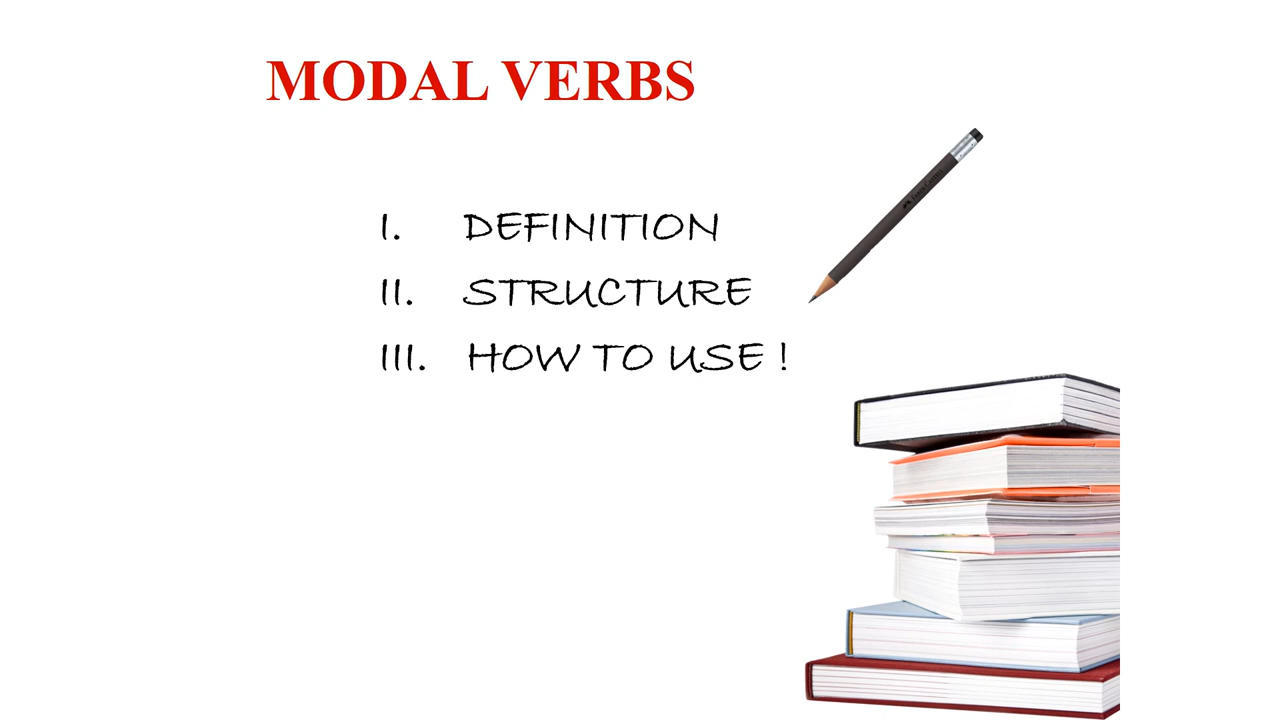 MODAL VERBS
I. DEFINITION
II. STRUCTURE
III. HOW TO USE !